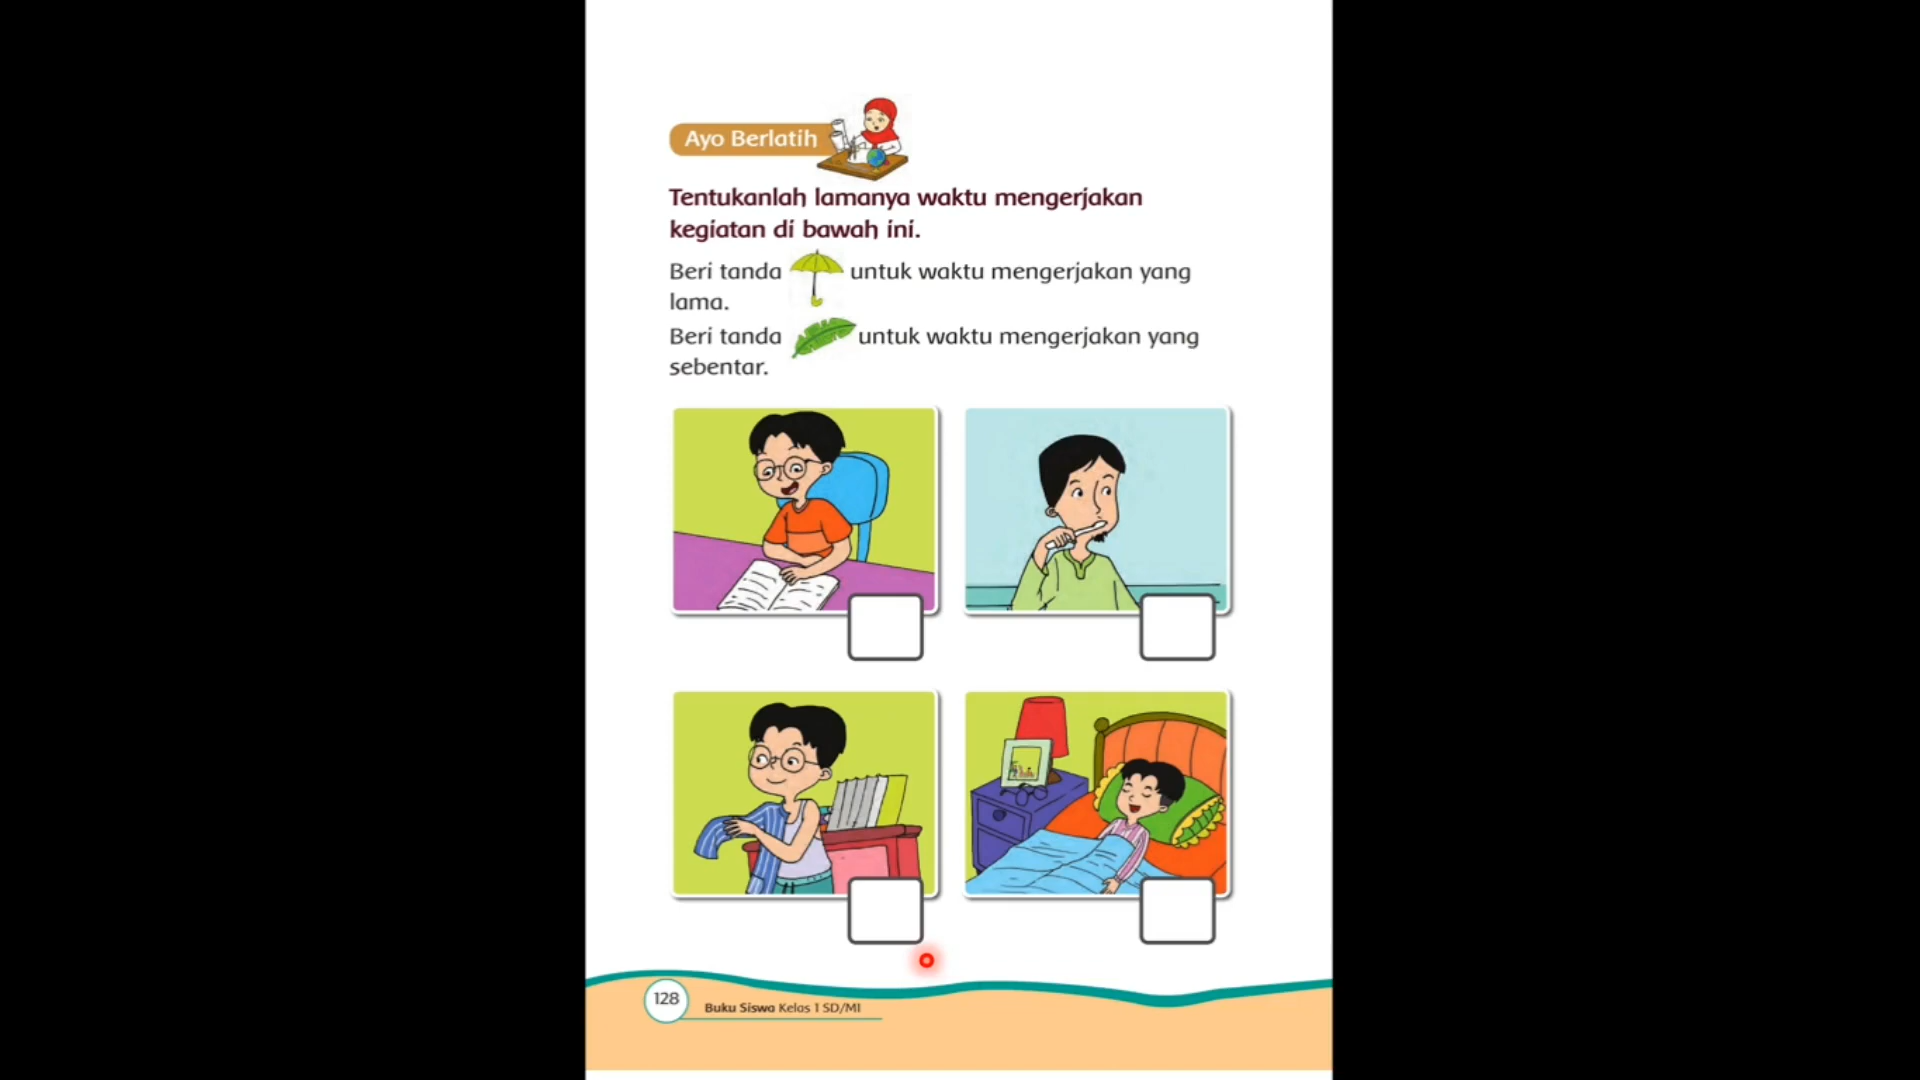 Ayo Berlatih
Tentukanlah lamanya waktu mengerjakan
kegiatan di bawah ini.
Beri tanda untuk waktu mengerjakan yang
lama.
Beri tanda untuk waktu mengerjakan yang
sebentar.
128
Buku Siswa Kelas 1 SD/MI